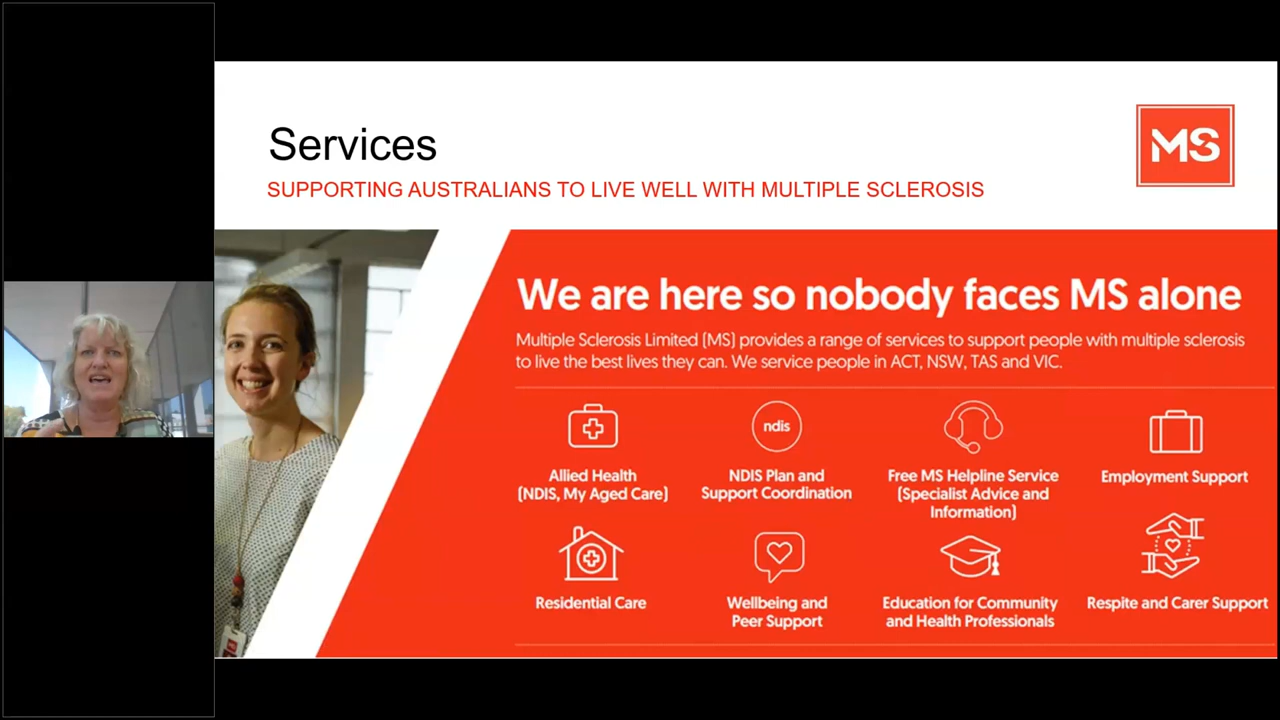 Services
SUPPORTING AUSTRALIANS TO LIVE WELL WITH MULTIPLE SCLEROSIS
MS
We are here so nobody faces MS alone
Multiple Sclerosis Limited (MS) provides a range of services to support people with multiple sclerosis
to live the best lives they can. We service people in ACT, NSW, TAS and VIC.
Allied Health
(NDIS, My Aged Care)
ndis
NDIS Plan and
Support Coordination
Free MS Helpline Service
(Specialist Advice and
Information)
Employment Support
Residential Care
Wellbeing and
Peer Support
Education for Community
and Health Professionals
Respite and Carer Support